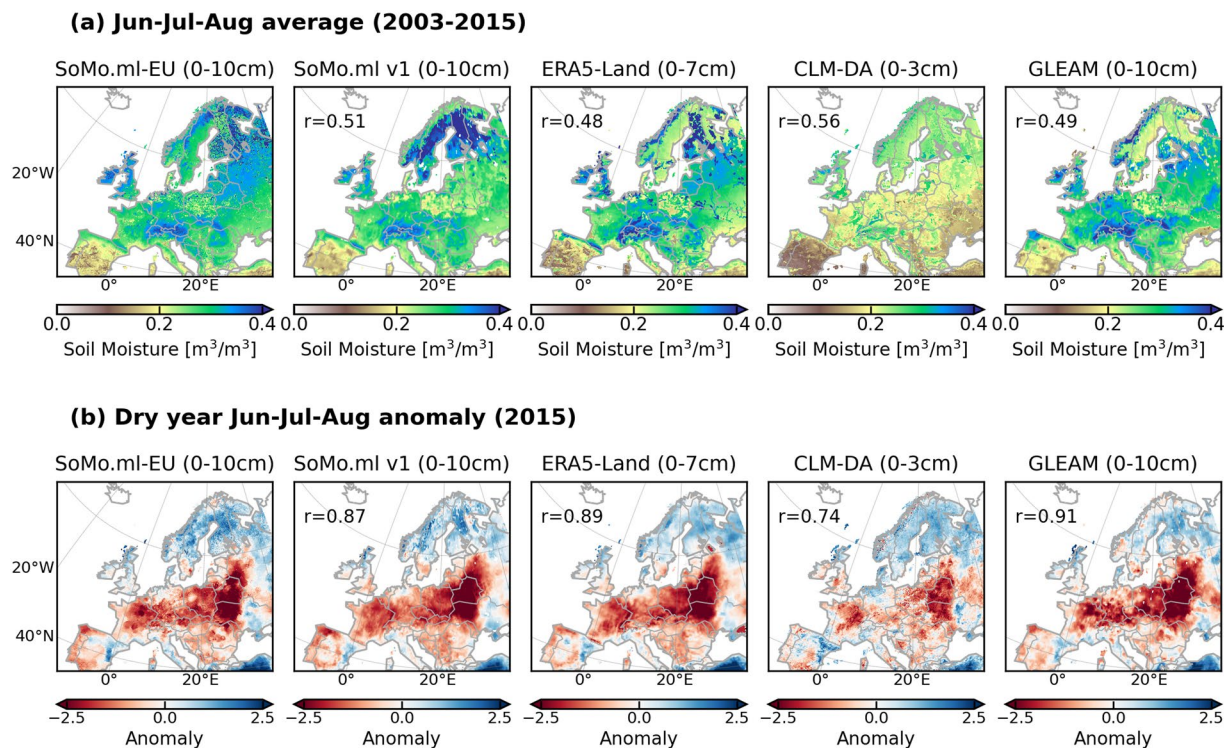 (a) Jun-Jul-Aug average (2003-2015)
SoMo.ml-EU (0-10cm) SoMo.ml v1 (0-10cm) ERA5-Land (0-7cm) CLM-DA (0-3cm) GLEAM (0-10cm)
r=0.51 r=0.48 r=0.56 r=0.49
20°W
40°N
0° 20°E 0° 20°E 0° 20°E 0° 20°E 0° 20°E
0.0 0.2 0.4 0.0 0.2 0.4 0.0 0.2 0.4 0.0 0.2 0.4 0.0 0.2 0.4
Soil Moisture [m³/m³] Soil Moisture [m³/m³] Soil Moisture [m³/m³] Soil Moisture [m³/m³] Soil Moisture [m³/m³]
(b) Dry year Jun-Jul-Aug anomaly (2015)
SoMo.ml-EU (0-10cm) SoMo.ml v1 (0-10cm) ERA5-Land (0-7cm) CLM-DA (0-3cm) GLEAM (0-10cm)
r=0.87 r=0.89 r=0.74 r=0.91
20°W
40°N
0° 20°E 0° 20°E 0° 20°E 0° 20°E 0° 20°E
−2.5 0.0 2.5 −2.5 0.0 2.5 −2.5 0.0 2.5 −2.5 0.0 2.5 −2.5 0.0 2.5
Anomaly Anomaly Anomaly Anomaly Anomaly